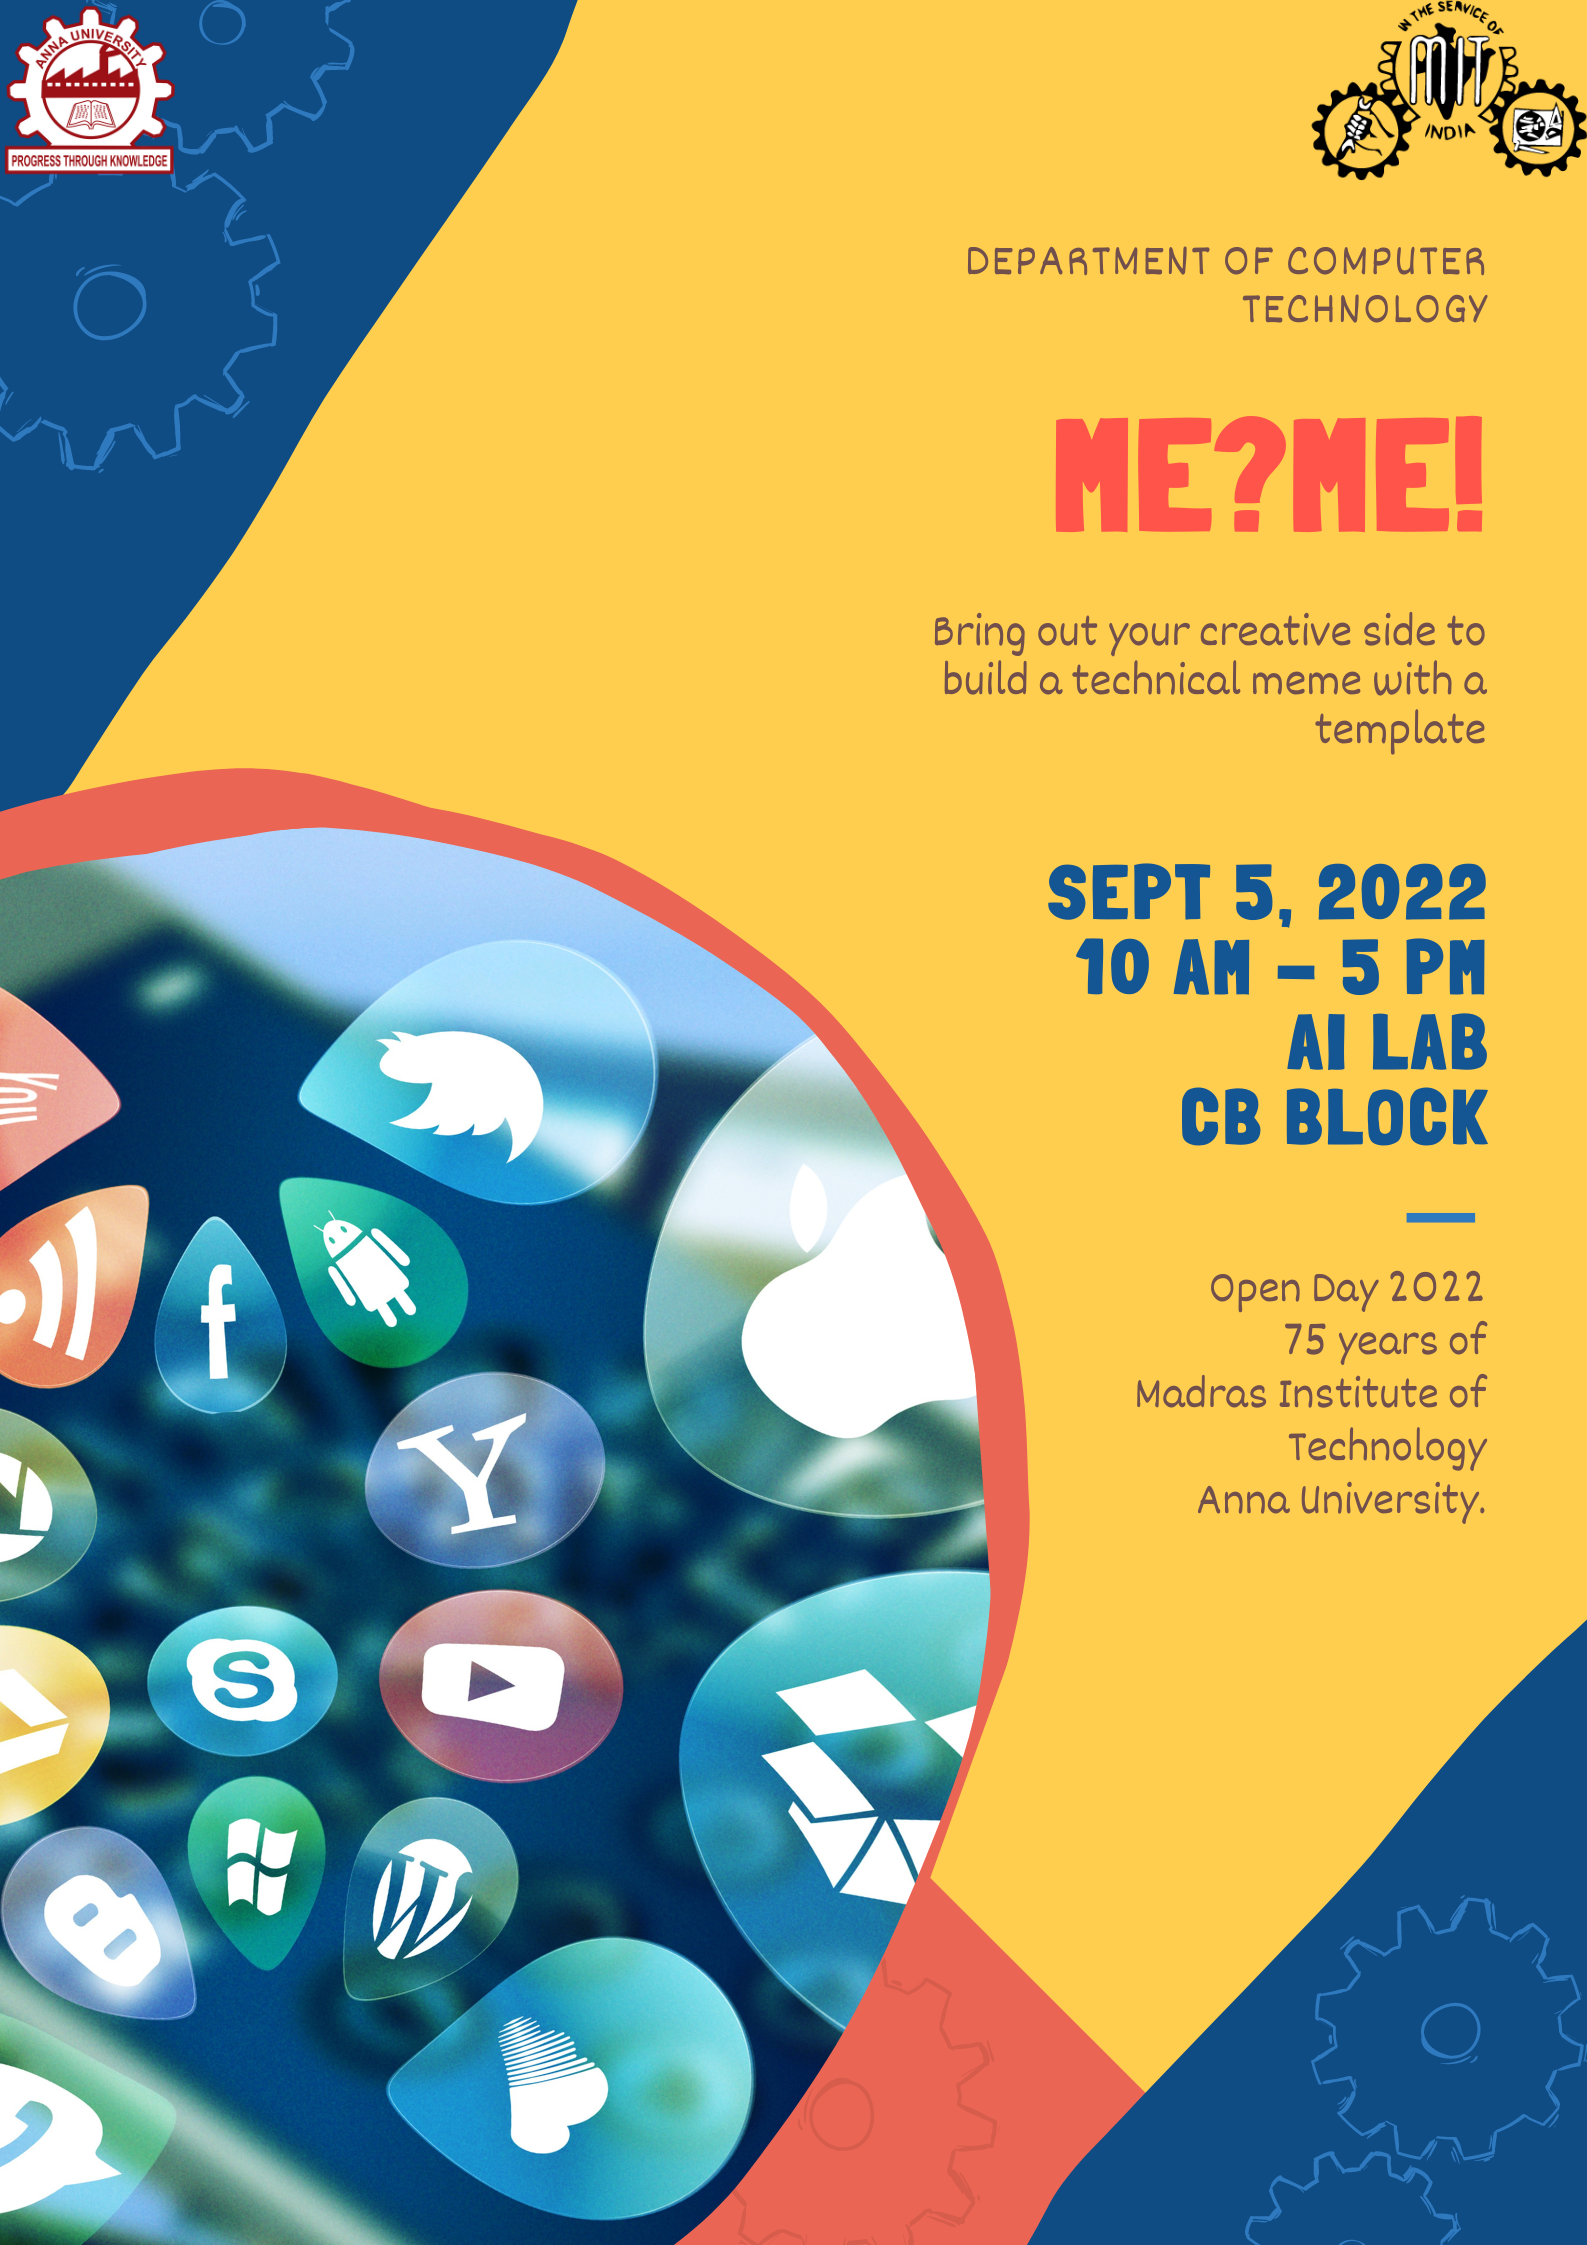 ANNA UNIVERSITY
PROGRESS THROUGH KNOWLEDGE
IN THE SERVICE OF
MIT
INDIA
DEPARTMENT OF COMPUTER
TECHNOLOGY
ME?ME!
Bring out your creative side to
build a technical meme with a
template
SEPT 5, 2022
10 AM – 5 PM
AI LAB
CB BLOCK
Open Day 2022
75 years of
Madras Institute of
Technology
Anna University.
f
Y
S
W
B